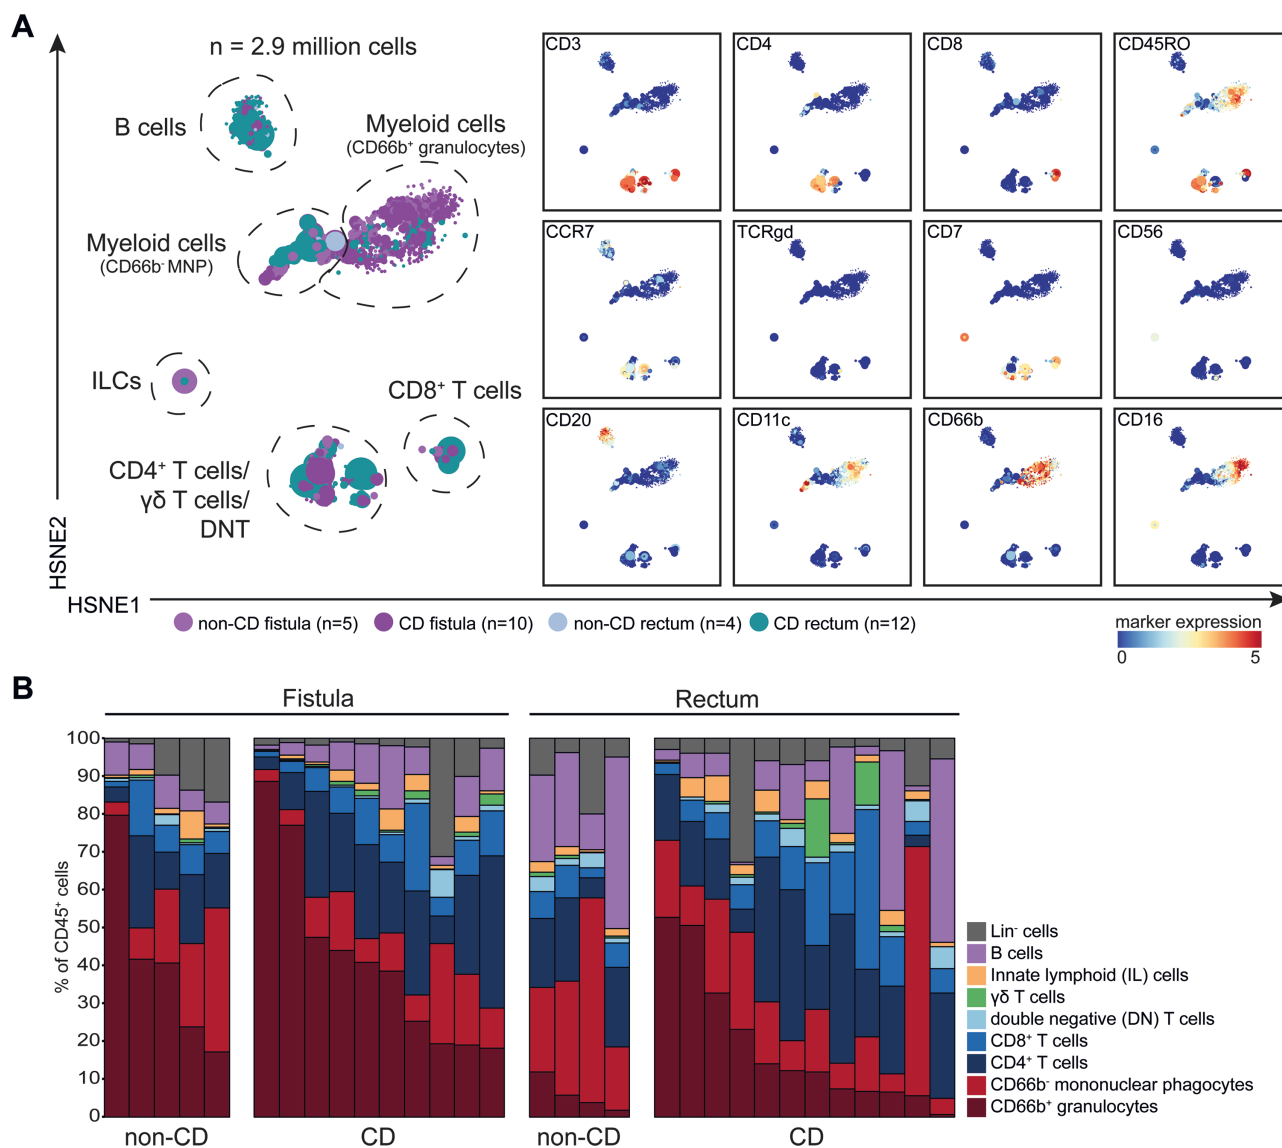 A
n = 2.9 million cells
B cells
Myeloid cells
(CD66b⁺ granulocytes)
Myeloid cells
(CD66b⁻ MNP)
ILCs
CD8⁺ T cells
CD4⁺ T cells/
γδ T cells/
DNT
HSNE2
HSNE1
CD3
CD4
CD8
CD45RO
CCR7
TCRgd
CD7
CD56
CD20
CD11c
CD66b
CD16
non-CD fistula (n=5)
CD fistula (n=10)
non-CD rectum (n=4)
CD rectum (n=12)
marker expression
0 5
B
Fistula
Rectum
% of CD45⁺ cells
100
90
80
70
60
50
40
30
20
10
0
non-CD
CD
non-CD
CD
Lin⁻ cells
B cells
Innate lymphoid (IL) cells
γδ T cells
double negative (DN) T cells
CD8⁺ T cells
CD4⁺ T cells
CD66b⁻ mononuclear phagocytes
CD66b⁺ granulocytes